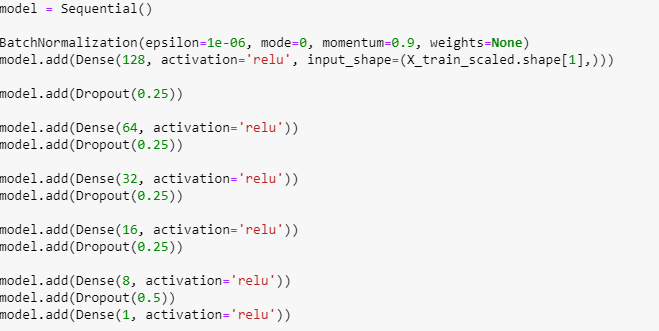 model = Sequential()
BatchNormalization(epsilon=1e-06, mode=0, momentum=0.9, weights=None)
model.add(Dense(128, activation='relu', input_shape=(X_train_scaled.shape[1],)))
model.add(Dropout(0.25))
model.add(Dense(64, activation='relu'))
model.add(Dropout(0.25))
model.add(Dense(32, activation='relu'))
model.add(Dropout(0.25))
model.add(Dense(16, activation='relu'))
model.add(Dropout(0.25))
model.add(Dense(8, activation='relu'))
model.add(Dropout(0.5))
model.add(Dense(1, activation='relu'))